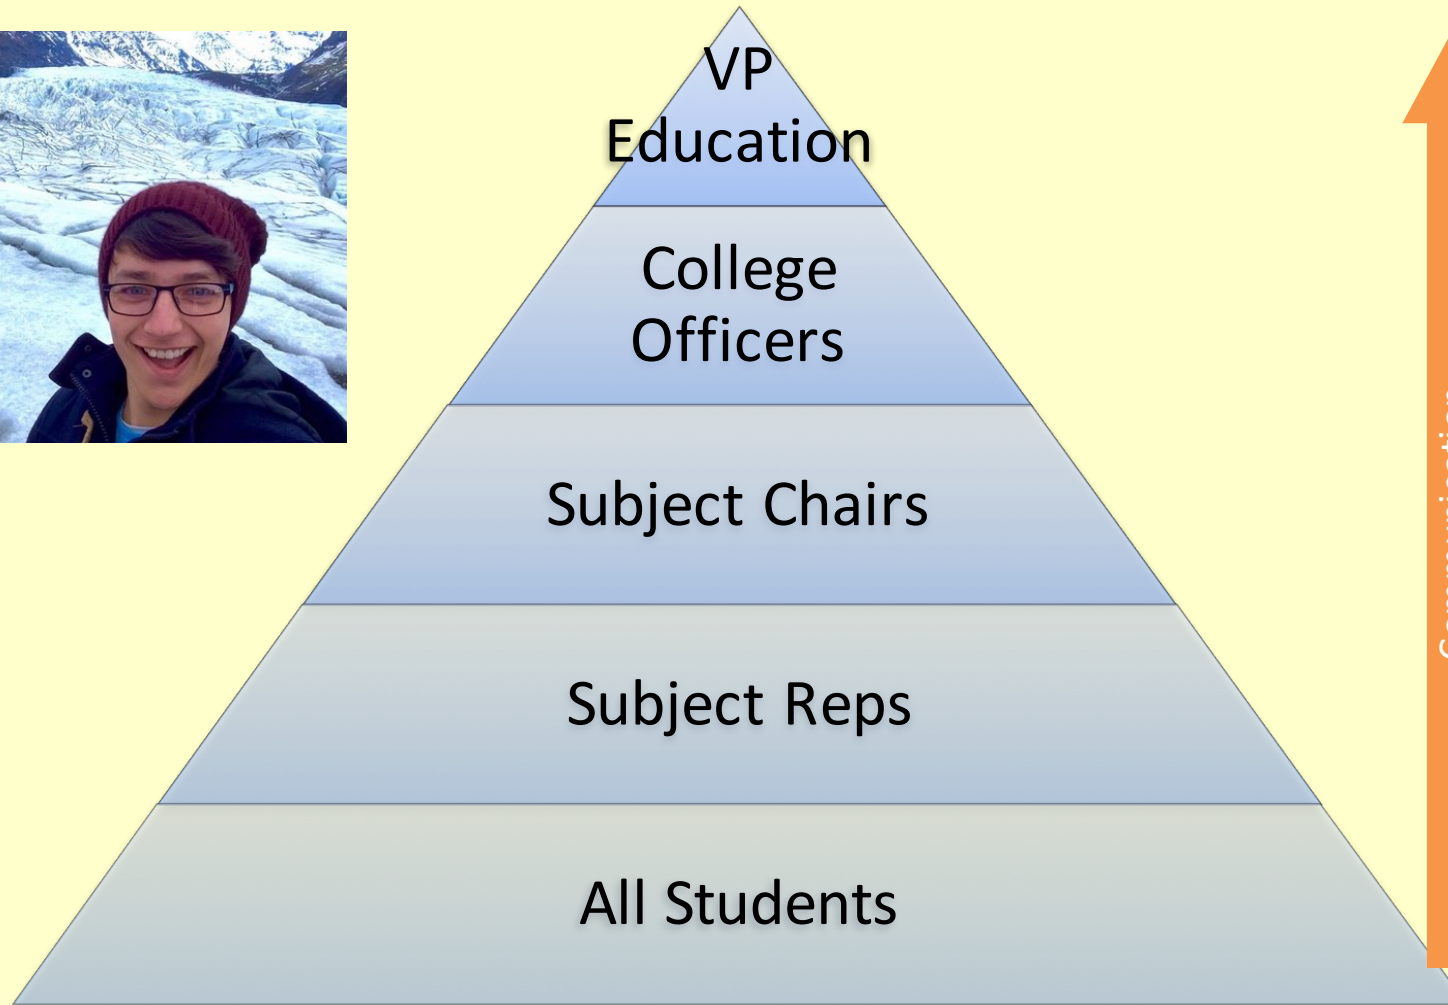 VP
Education
College
Officers
Subject Chairs
Subject Reps
All Students